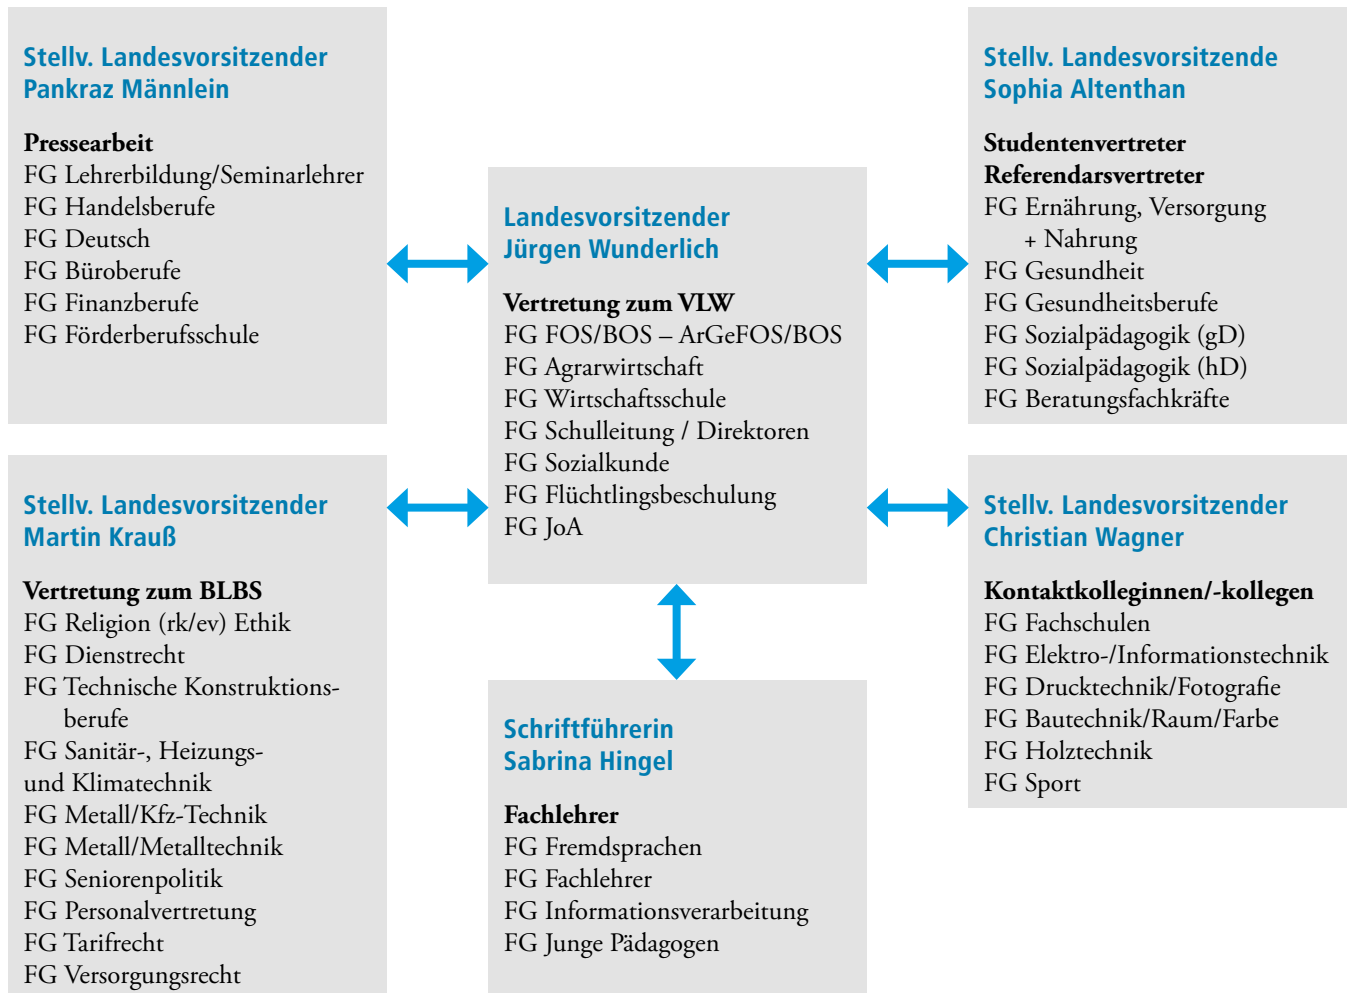 Stellv. Landesvorsitzender
Pankraz Männlein
Pressearbeit
FG Lehrerbildung/Seminarlehrer
FG Handelsberufe
FG Deutsch
FG Büroberufe
FG Finanzberufe
FG Förderberufsschule
Landesvorsitzender
Jürgen Wunderlich
Vertretung zum VLW
FG FOS/BOS – ArGeFOS/BOS
FG Agrarwirtschaft
FG Wirtschaftsschule
FG Schulleitung / Direktoren
FG Sozialkunde
FG Flüchtlingsbeschulung
FG JoA
Stellv. Landesvorsitzende
Sophia Altenthan
Studentenvertreter
Referendarsvertreter
FG Ernährung, Versorgung
+ Nahrung
FG Gesundheit
FG Gesundheitsberufe
FG Sozialpädagogik (gD)
FG Sozialpädagogik (hD)
FG Beratungsfachkräfte
Stellv. Landesvorsitzender
Martin Krauß
Vertretung zum BLBS
FG Religion (rk/ev) Ethik
FG Dienstrecht
FG Technische Konstruktions-
berufe
FG Sanitär-, Heizungs-
und Klimatechnik
FG Metall/Kfz-Technik
FG Metall/Metalltechnik
FG Seniorenpolitik
FG Personalvertretung
FG Tarifrecht
FG Versorgungsrecht
Schriftführerin
Sabrina Hingel
Fachlehrer
FG Fremdsprachen
FG Fachlehrer
FG Informationsverarbeitung
FG Junge Pädagogen
Stellv. Landesvorsitzender
Christian Wagner
Kontaktkolleginnen/-kollegen
FG Fachschulen
FG Elektro-/Informationstechnik
FG Drucktechnik/Fotografie
FG Bautechnik/Raum/Farbe
FG Holztechnik
FG Sport